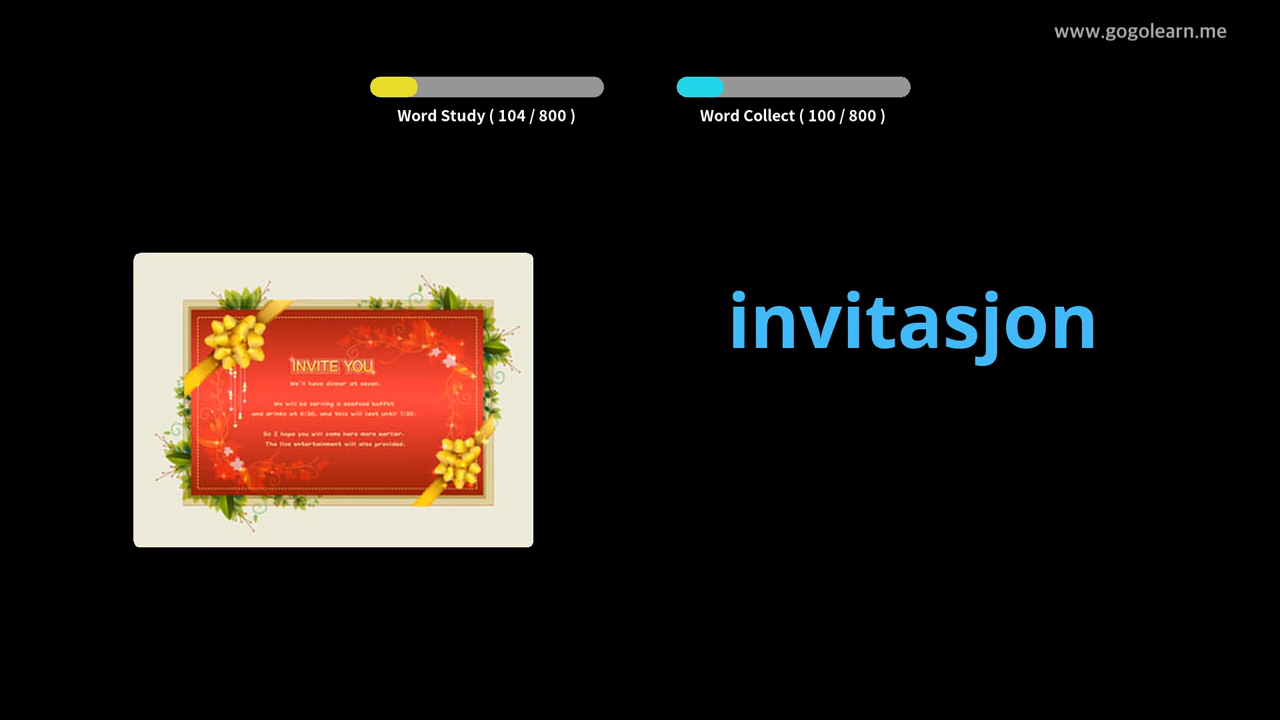 www.gogolearn.me
Word Study ( 104 / 800 )
Word Collect ( 100 / 800 )
invitasjon
INVITE YOU
We'll have dinner at seven.
We will be serving a seafood buffet
and drinks at 6:30, and this will last until 7:30.
So I hope you will come here more earlier.
The live entertainment will also provided.